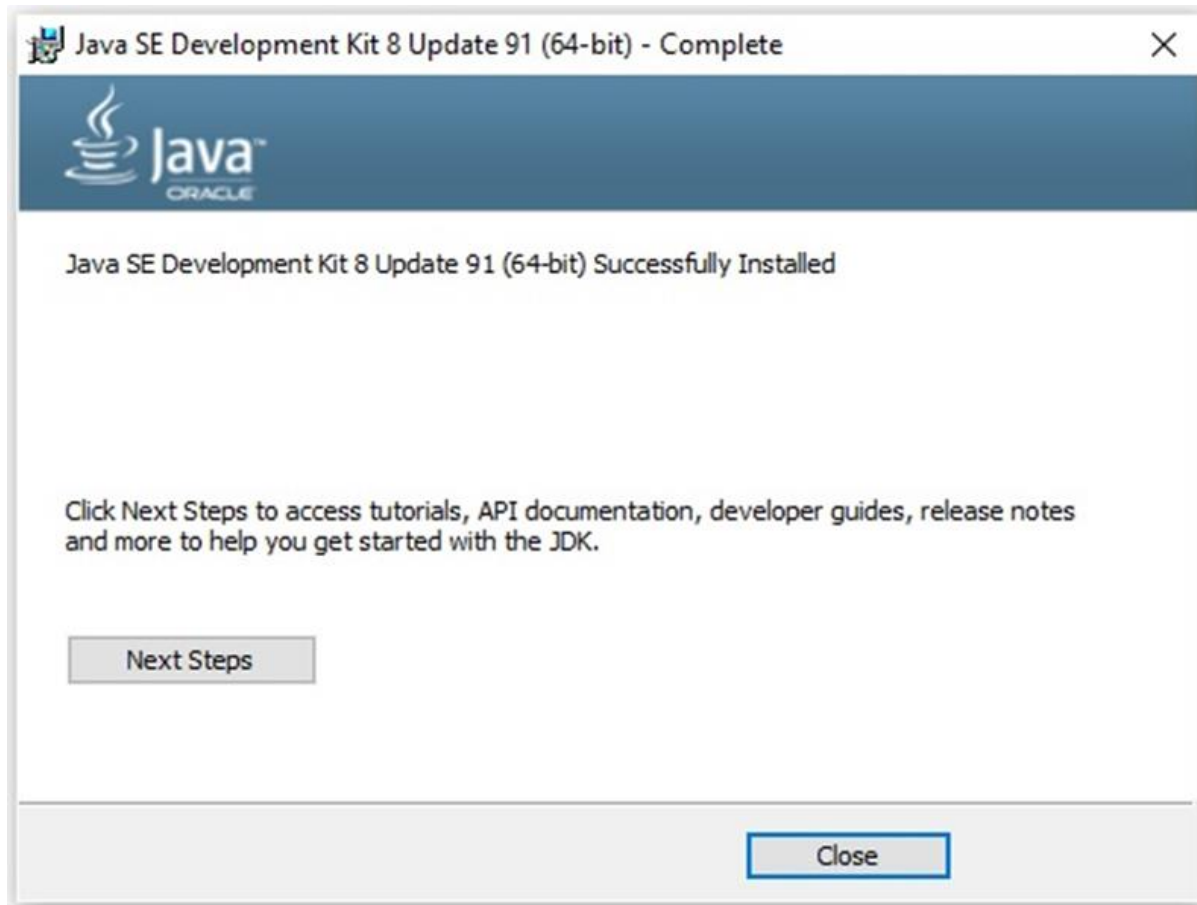 Java SE Development Kit 8 Update 91 (64-bit) - Complete
Java™
ORACLE
Java SE Development Kit 8 Update 91 (64-bit) Successfully Installed
Click Next Steps to access tutorials, API documentation, developer guides, release notes
and more to help you get started with the JDK.
Next Steps
Close